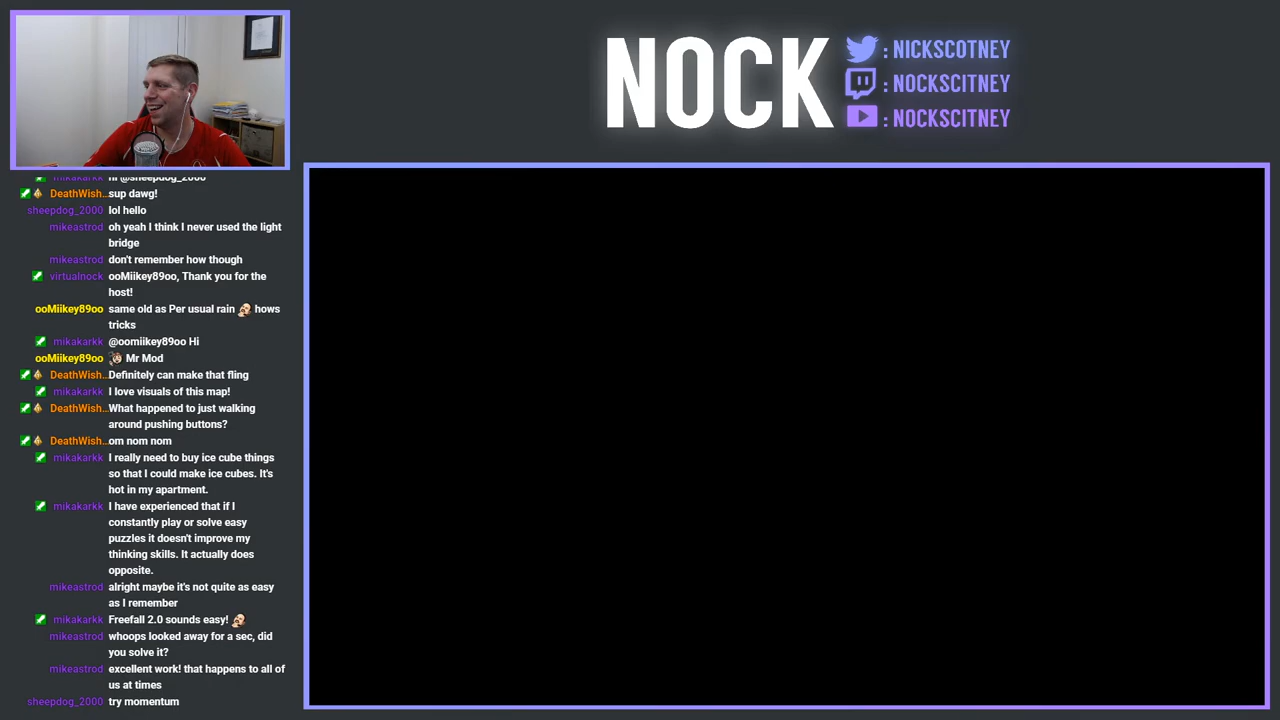 NOCK
: NICKSCOTNEY
: NOCKSCITNEY
: NOCKSCITNEY
mikakarkk hi @sheepdog_2000
DeathWish... sup dawg!
sheepdog_2000 lol hello
mikeastrod oh yeah I think I never used the light
bridge
mikeastrod don't remember how though
virtualnock ooMiikey89oo, Thank you for the
host!
ooMiikey89oo same old as Per usual rain hows
tricks
mikakarkk @oomiikey89oo Hi
ooMiikey89oo Mr Mod
DeathWish... Definitely can make that fling
mikakarkk I love visuals of this map!
DeathWish... What happened to just walking
around pushing buttons?
DeathWish... om nom nom
mikakarkk I really need to buy ice cube things
so that I could make ice cubes. It's
hot in my apartment.
mikakarkk I have experienced that if I
constantly play or solve easy
puzzles it doesn't improve my
thinking skills. It actually does
opposite.
mikeastrod alright maybe it's not quite as easy
as I remember
mikakarkk Freefall 2.0 sounds easy!
mikeastrod whoops looked away for a sec, did
you solve it?
mikeastrod excellent work! that happens to all of
us at times
sheepdog_2000 try momentum